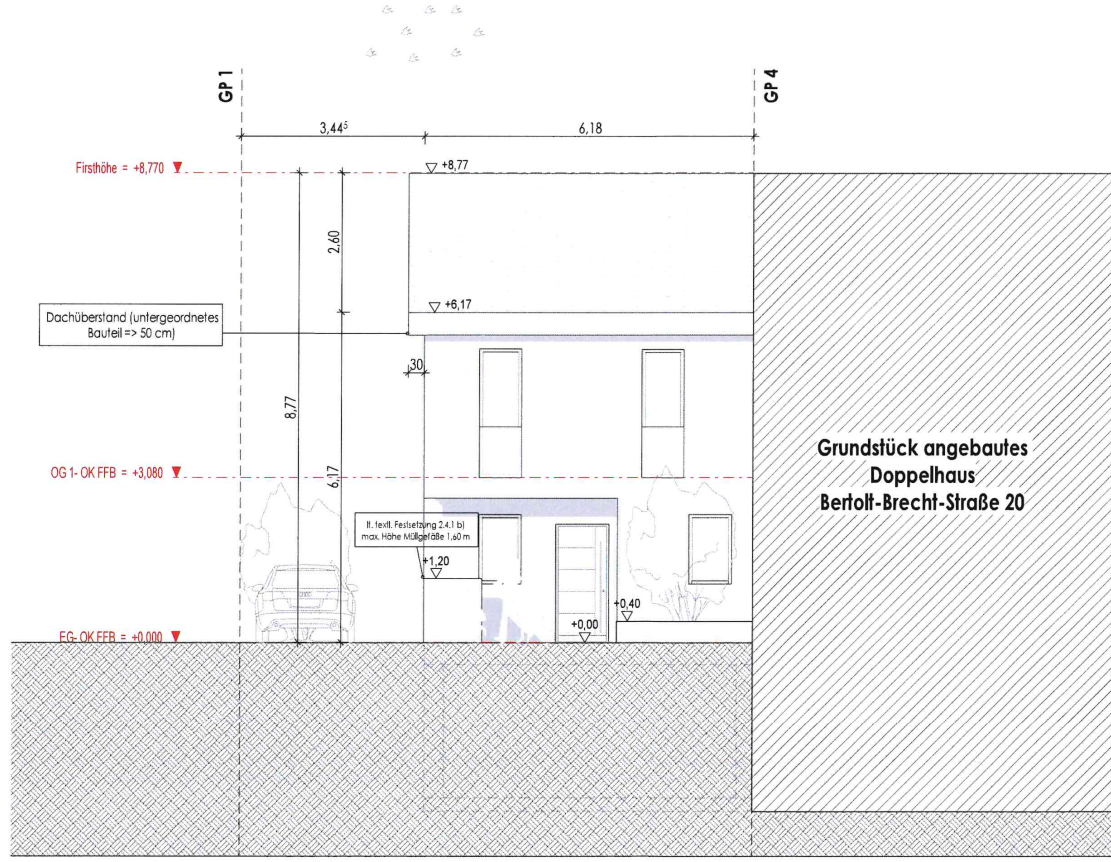 GP 1
GP 4
3,44⁵
6,18
Firsthöhe = +8,770
+8,77
2,60
+6,17
Dachüberstand (untergeordnetes
Bauteil => 50 cm)
30
8,77
6,17
OG 1- OK FFB = +3,080
Grundstück angebautes
Doppelhaus
Bertolt-Brecht-Straße 20
lt. textl. Festsetzung 2.4.1 b)
max. Höhe Müllgefäße 1,60 m
+1,20
+0,40
+0,00
EG- OK FFB = +0,000